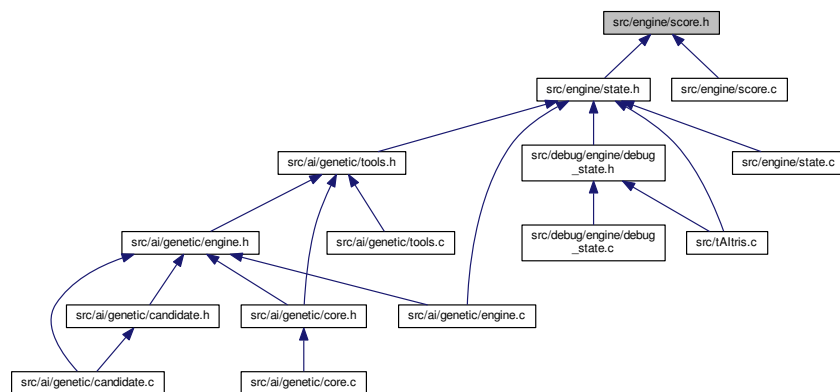 src/engine/score.h
src/engine/state.h
src/engine/score.c
src/ai/genetic/tools.h
src/debug/engine/debug
_state.h
src/engine/state.c
src/ai/genetic/engine.h
src/ai/genetic/tools.c
src/debug/engine/debug
_state.c
src/tAItris.c
src/ai/genetic/candidate.h
src/ai/genetic/core.h
src/ai/genetic/engine.c
src/ai/genetic/candidate.c
src/ai/genetic/core.c